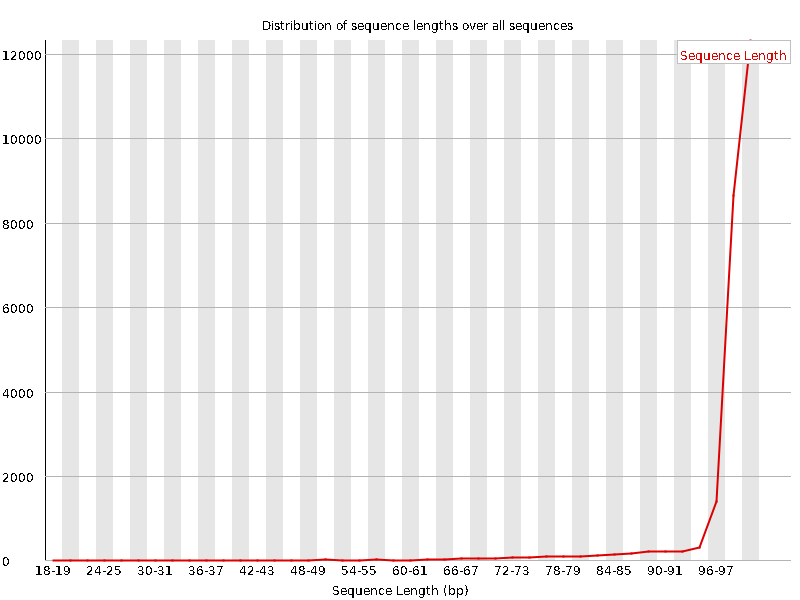 Distribution of sequence lengths over all sequences
12000
Sequence Length
10000
8000
6000
4000
2000
0
18-19 24-25 30-31 36-37 42-43 48-49 54-55 60-61 66-67 72-73 78-79 84-85 90-91 96-97
Sequence Length (bp)